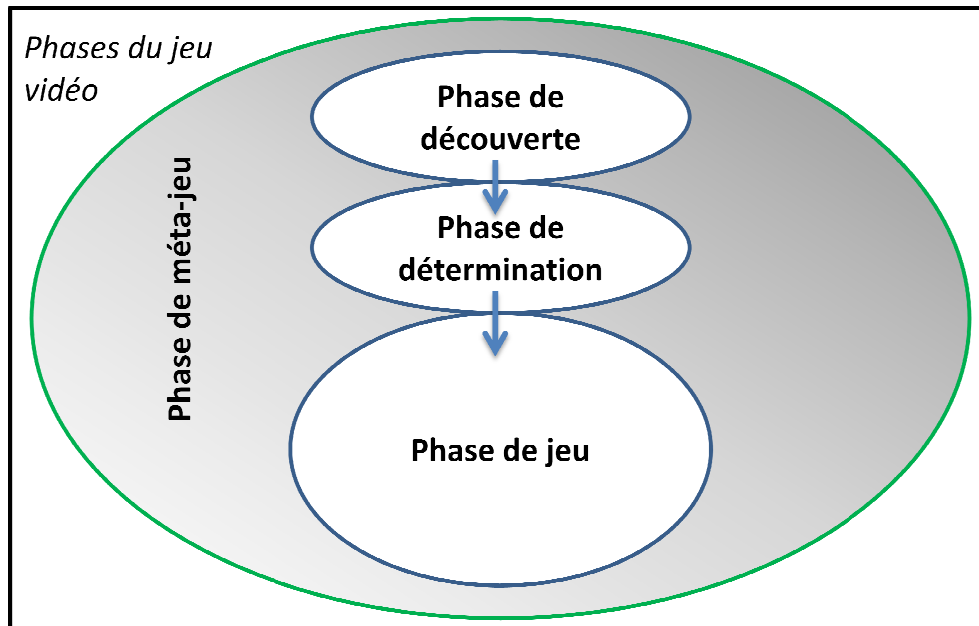 Phases du jeu
vidéo
Phase de
découverte
Phase de
détermination
Phase de méta-jeu
Phase de jeu